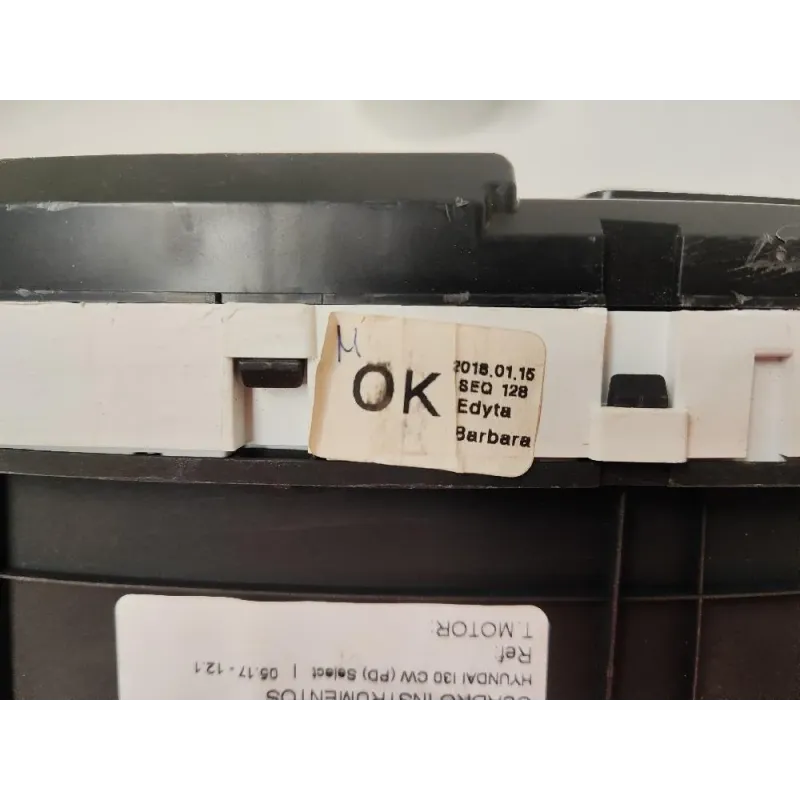 M
OK
2018.01.15
SEQ 128
Edyta
Barbara
CUADRO INSTRUMENTOS
HYUNDAI I30 CW (PD) Select | 05.17 - 12.1
Ref:
T.MOTOR: